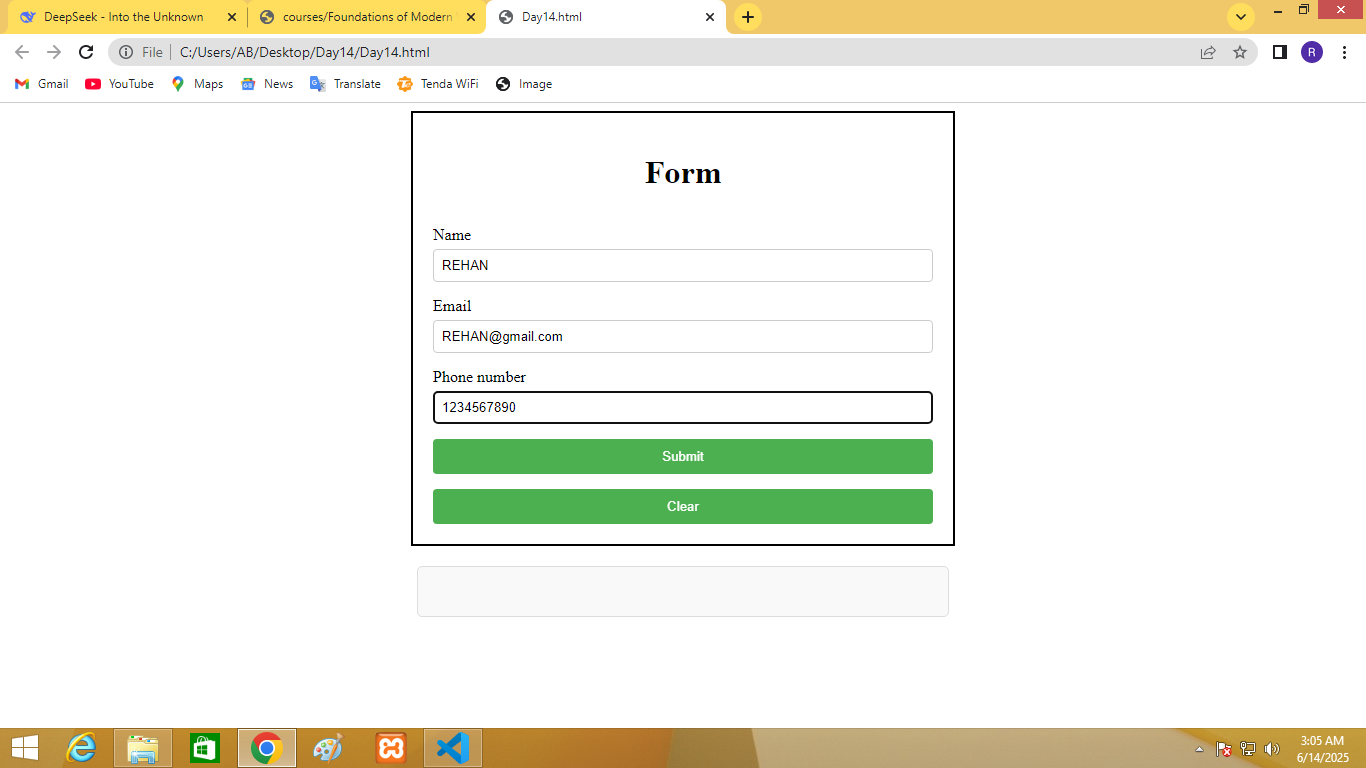 DeepSeek - Into the Unknown
courses/Foundations of Modern
Day14.html
File
C:/Users/AB/Desktop/Day14/Day14.html
R
Gmail
YouTube
Maps
News
Translate
Tenda WiFi
Image
Form
Name
REHAN
Email
REHAN@gmail.com
Phone number
1234567890
Submit
Clear
3:05 AM
6/14/2025